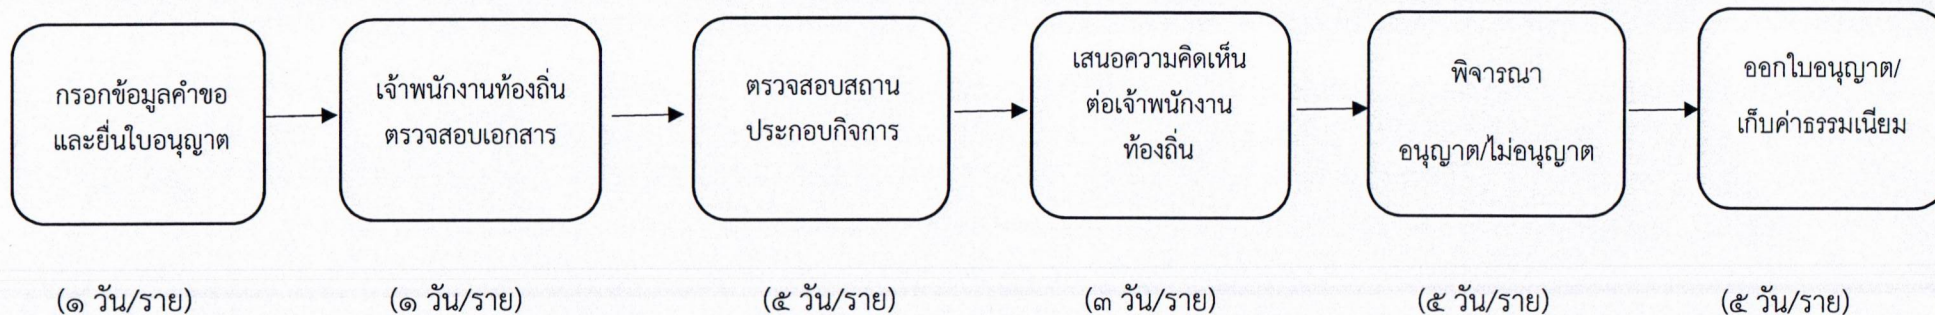 กรอกข้อมูลคำขอ
และยื่นใบอนุญาต
เจ้าพนักงานท้องถิ่น
ตรวจสอบเอกสาร
ตรวจสอบสถาน
ประกอบกิจการ
เสนอความคิดเห็น
ต่อเจ้าพนักงาน
ท้องถิ่น
พิจารณา
อนุญาต/ไม่อนุญาต
ออกใบอนุญาต/
เก็บค่าธรรมเนียม
(๑ วัน/ราย)
(๑ วัน/ราย)
(๕ วัน/ราย)
(๓ วัน/ราย)
(๕ วัน/ราย)
(๕ วัน/ราย)